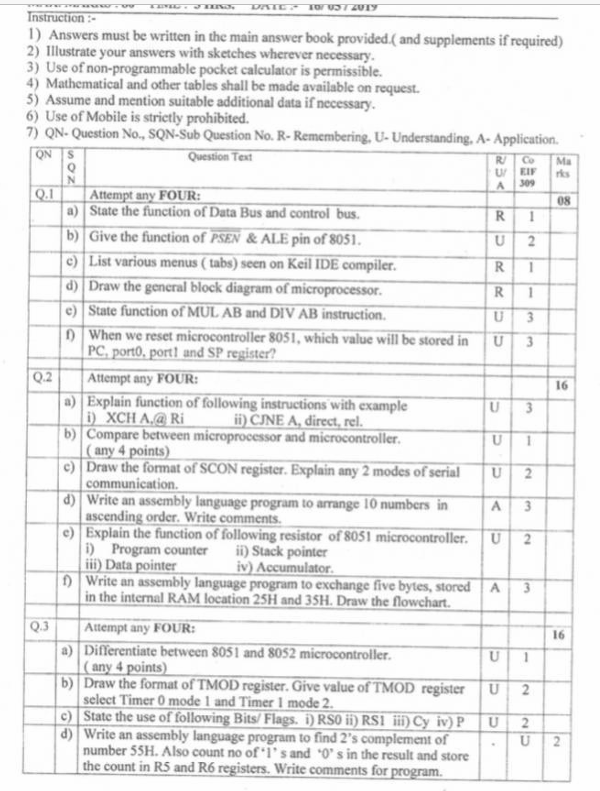 TIME : 3 HRS. DATE :- 16/05/2019
Instruction :-
1) Answers must be written in the main answer book provided.( and supplements if required)
2) Illustrate your answers with sketches wherever necessary.
3) Use of non-programmable pocket calculator is permissible.
4) Mathematical and other tables shall be made available on request.
5) Assume and mention suitable additional data if necessary.
6) Use of Mobile is strictly prohibited.
7) QN- Question No., SQN-Sub Question No. R- Remembering, U- Understanding, A- Application.
QN S Q N Question Text R/ U/ A Co EIF 309 Ma rks
Q.1 Attempt any FOUR: 08
a) State the function of Data Bus and control bus. R 1
b) Give the function of PSEN & ALE pin of 8051. U 2
c) List various menus ( tabs) seen on Keil IDE compiler. R 1
d) Draw the general block diagram of microprocessor. R 1
e) State function of MUL AB and DIV AB instruction. U 3
f) When we reset microcontroller 8051, which value will be stored in U 3
PC, port0, port1 and SP register?
Q.2 Attempt any FOUR: 16
a) Explain function of following instructions with example U 3
i) XCH A,@ Ri ii) CJNE A, direct, rel.
b) Compare between microprocessor and microcontroller. U 1
( any 4 points)
c) Draw the format of SCON register. Explain any 2 modes of serial U 2
communication.
d) Write an assembly language program to arrange 10 numbers in A 3
ascending order. Write comments.
e) Explain the function of following resistor of 8051 microcontroller. U 2
i) Program counter ii) Stack pointer
iii) Data pointer iv) Accumulator.
f) Write an assembly language program to exchange five bytes, stored A 3
in the internal RAM location 25H and 35H. Draw the flowchart.
Q.3 Attempt any FOUR: 16
a) Differentiate between 8051 and 8052 microcontroller. U 1
( any 4 points)
b) Draw the format of TMOD register. Give value of TMOD register U 2
select Timer 0 mode 1 and Timer 1 mode 2.
c) State the use of following Bits/ Flags. i) RS0 ii) RS1 iii) Cy iv) P U 2
d) Write an assembly language program to find 2's complement of . U 2
number 55H. Also count no of '1' s and '0' s in the result and store
the count in R5 and R6 registers. Write comments for program.